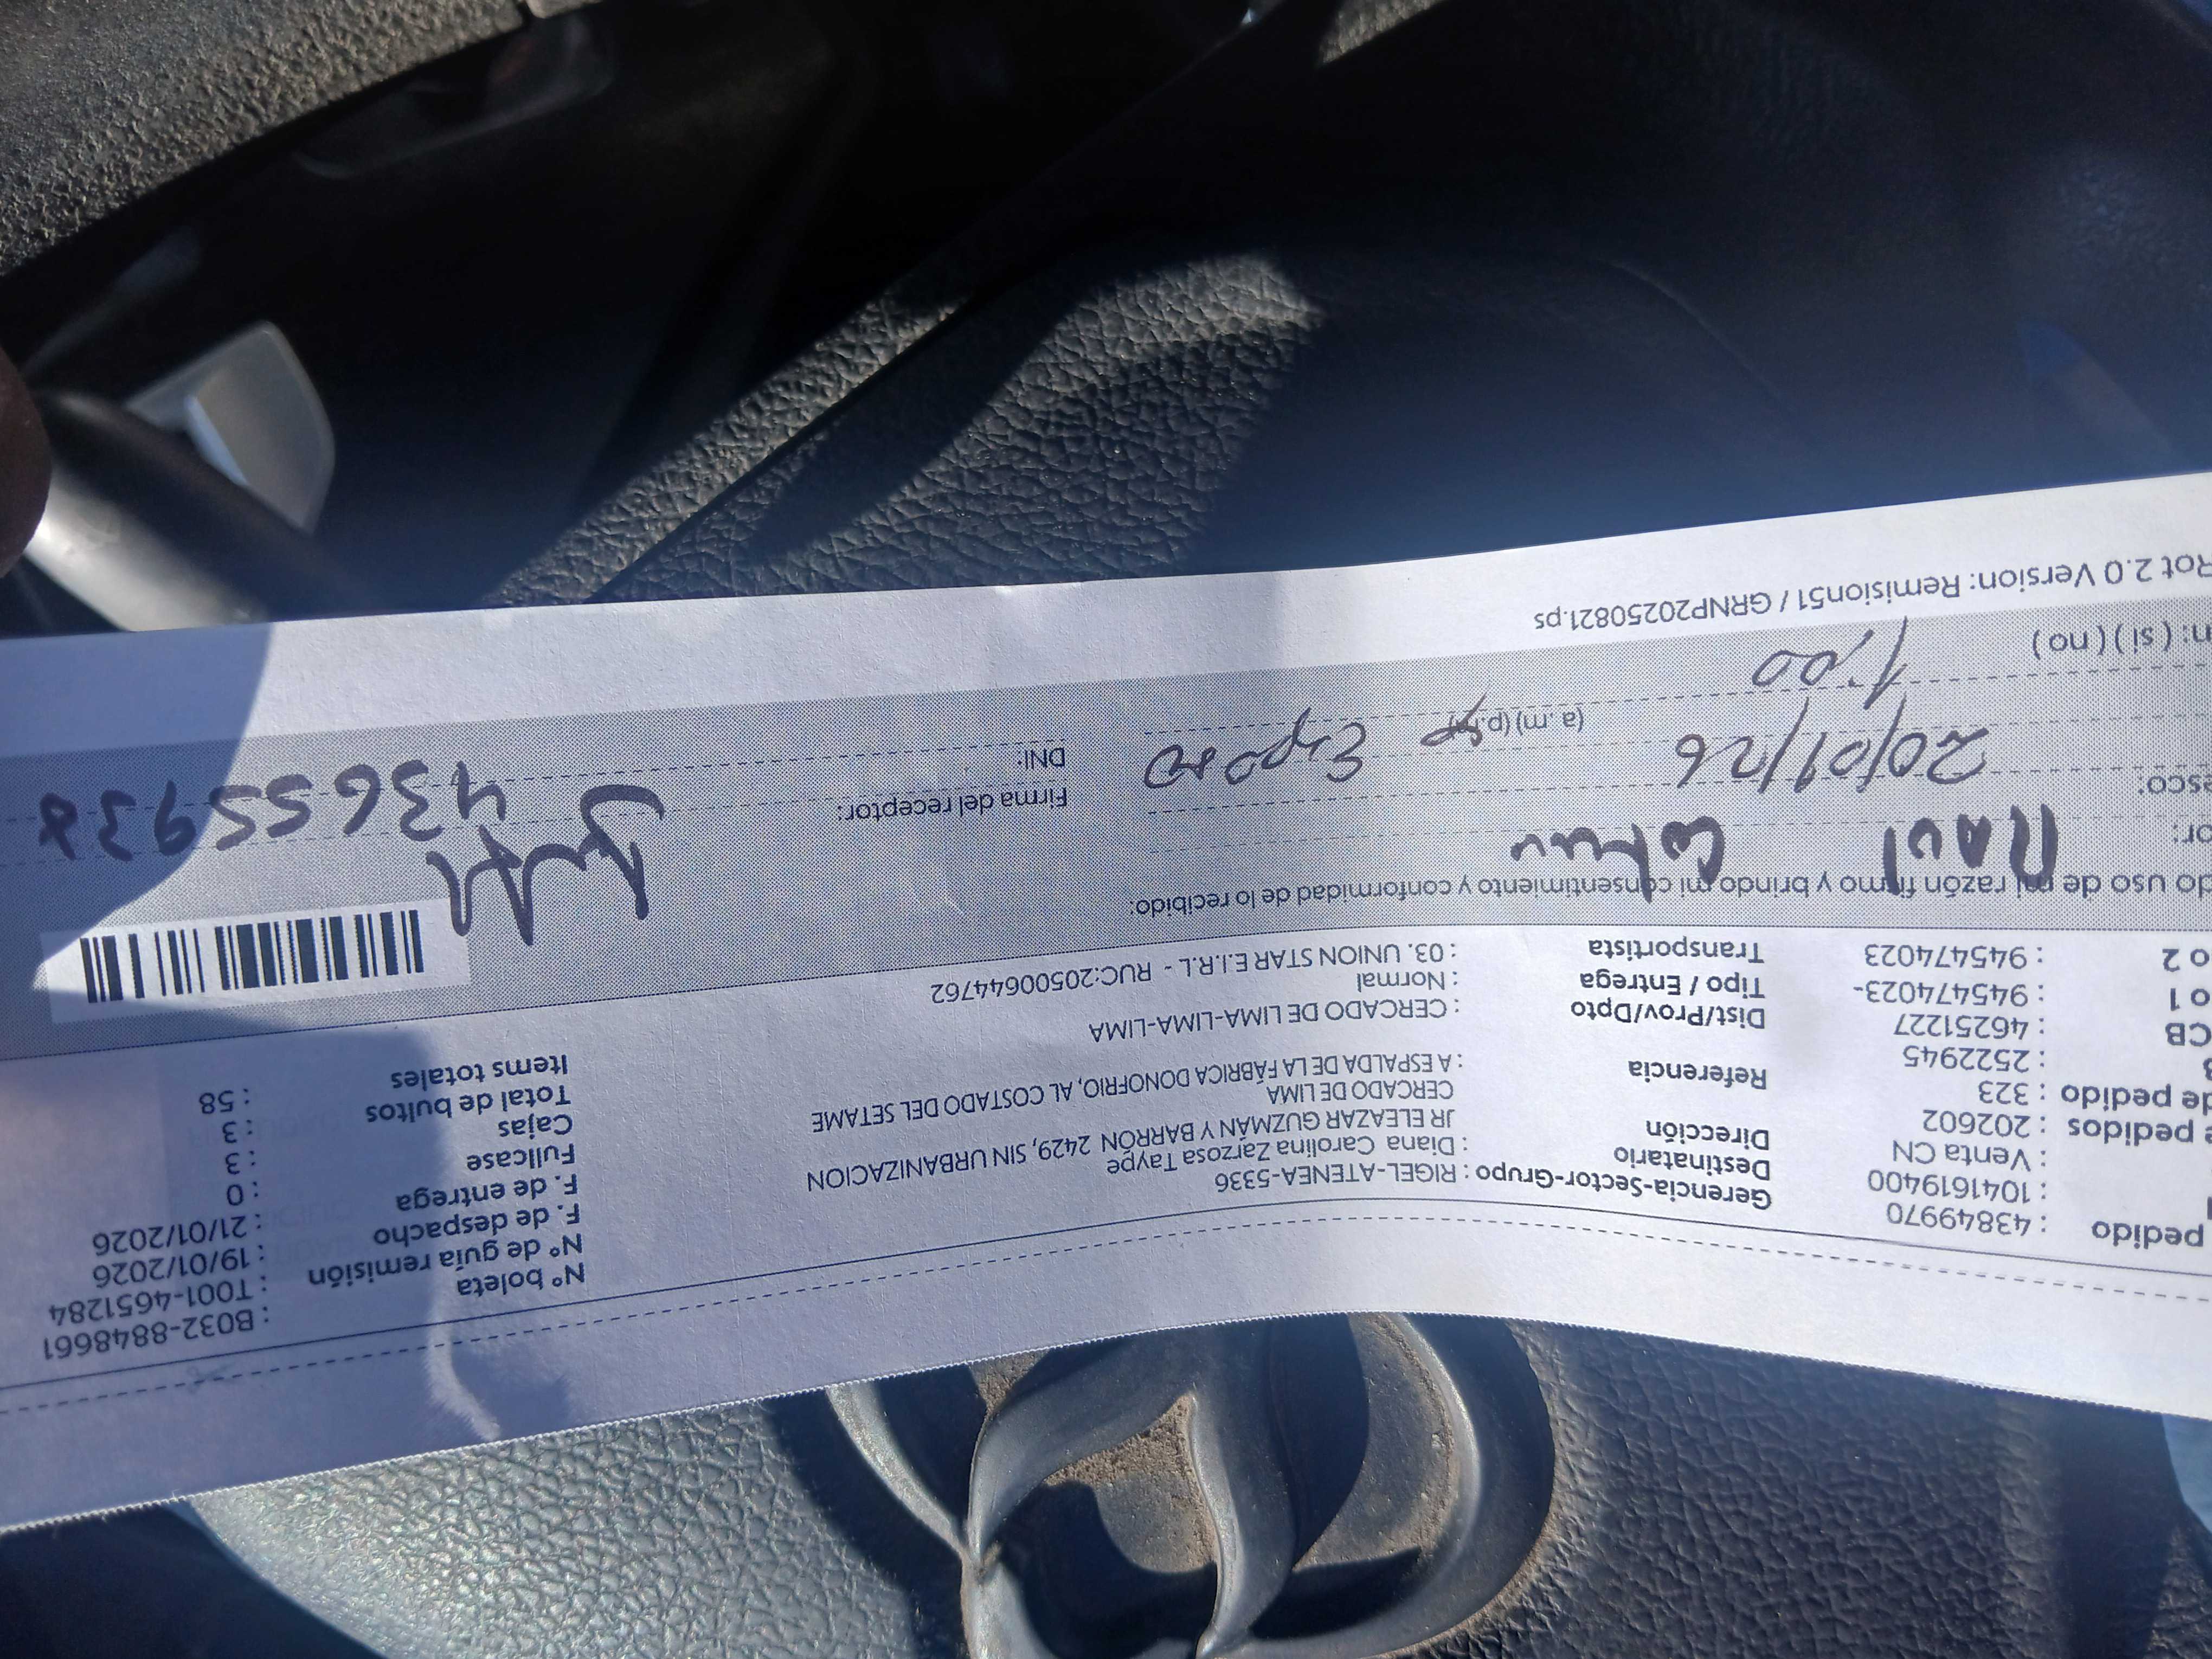 Nº boleta : B032-8848661
Nº de guía remisión : T001-4651284
F. de despacho : 19/01/2026
F. de entrega : 21/01/2026
Fullcase : 0
Cajas : 3
Total de bultos : 3
Items totales : 58
Gerencia-Sector-Grupo : RIGEL-ATENEA-5336
Destinatario : Diana Carolina Zarzosa Taype
Dirección JR ELEAZAR GUZMÁN Y BARRÓN 2429, SIN URBANIZACION
CERCADO DE LIMA
Referencia : A ESPALDA DE LA FÁBRICA DONOFRIO, AL COSTADO DEL SETAME
Dist/Prov/Dpto : CERCADO DE LIMA-LIMA-LIMA
Tipo / Entrega : Normal
Transportista : 03. UNION STAR E.I.R.L - RUC:20500644762
pedido : 43849970
: 1041619400
: Venta CN
e pedidos : 202602
de pedido : 323
: 2522945
CB : 46251227
o 1 : 945474023-
o 2 : 945474023
do uso de mi razón firmo y brindo mi consentimiento y conformidad de lo recibido:
or: RAUL
esco: Esposo
20/01/26 (a.m) (p.m)
1:00
n: ( si ) ( no )
Firma del receptor:
DNI: 43655938
Rot 2.0 Version: Remision51 / GRNP20250821.ps